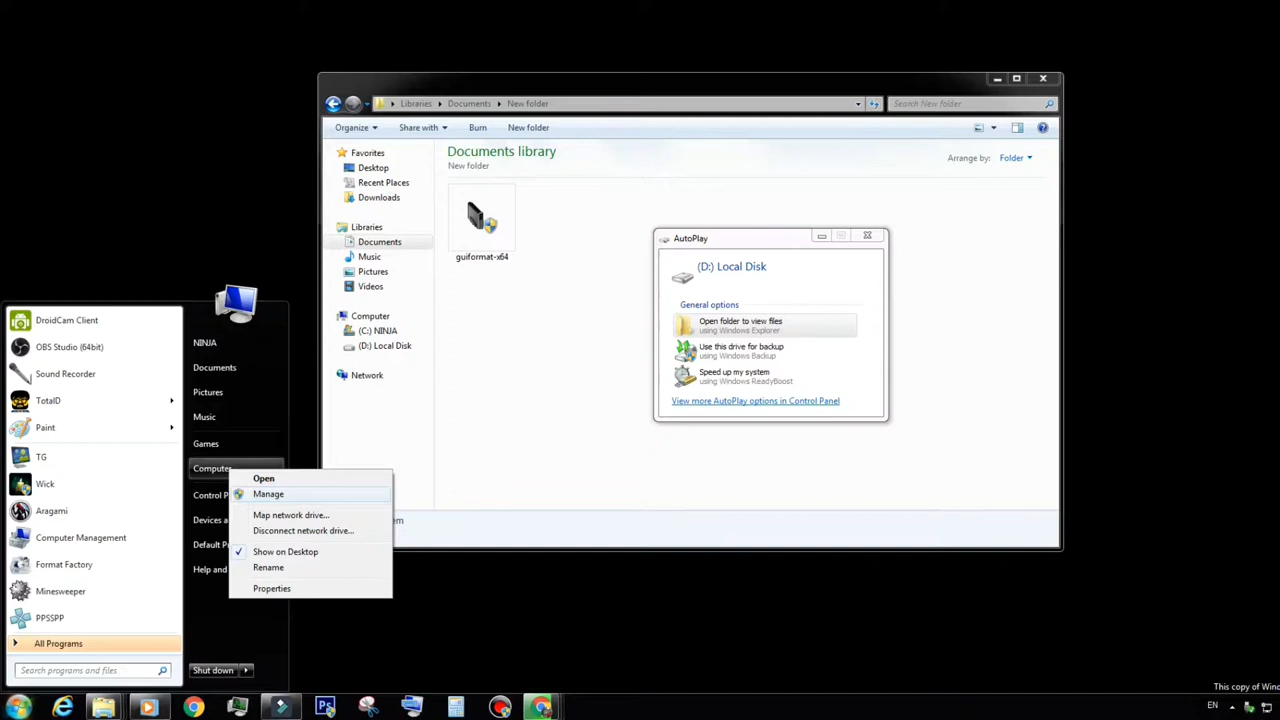 Libraries Documents New folder
Search New folder
Organize
Share with
Burn
New folder
Favorites
Desktop
Recent Places
Downloads
Libraries
Documents
Music
Pictures
Videos
Computer
(C:) NINJA
(D:) Local Disk
Network
Documents library
New folder
Arrange by: Folder
guiformat-x64
AutoPlay
(D:) Local Disk
General options
Open folder to view files
using Windows Explorer
Use this drive for backup
using Windows Backup
Speed up my system
using Windows ReadyBoost
View more AutoPlay options in Control Panel
DroidCam Client
OBS Studio (64bit)
Sound Recorder
TotalD
Paint
TG
Wick
Aragami
Computer Management
Format Factory
Minesweeper
PPSSPP
All Programs
Search programs and files
NINJA
Documents
Pictures
Music
Games
Computer
Control P
Devices a
Default Pr
Help and
Shut down
Open
Manage
Map network drive...
Disconnect network drive...
Show on Desktop
Rename
Properties
em
This copy of Winc
EN